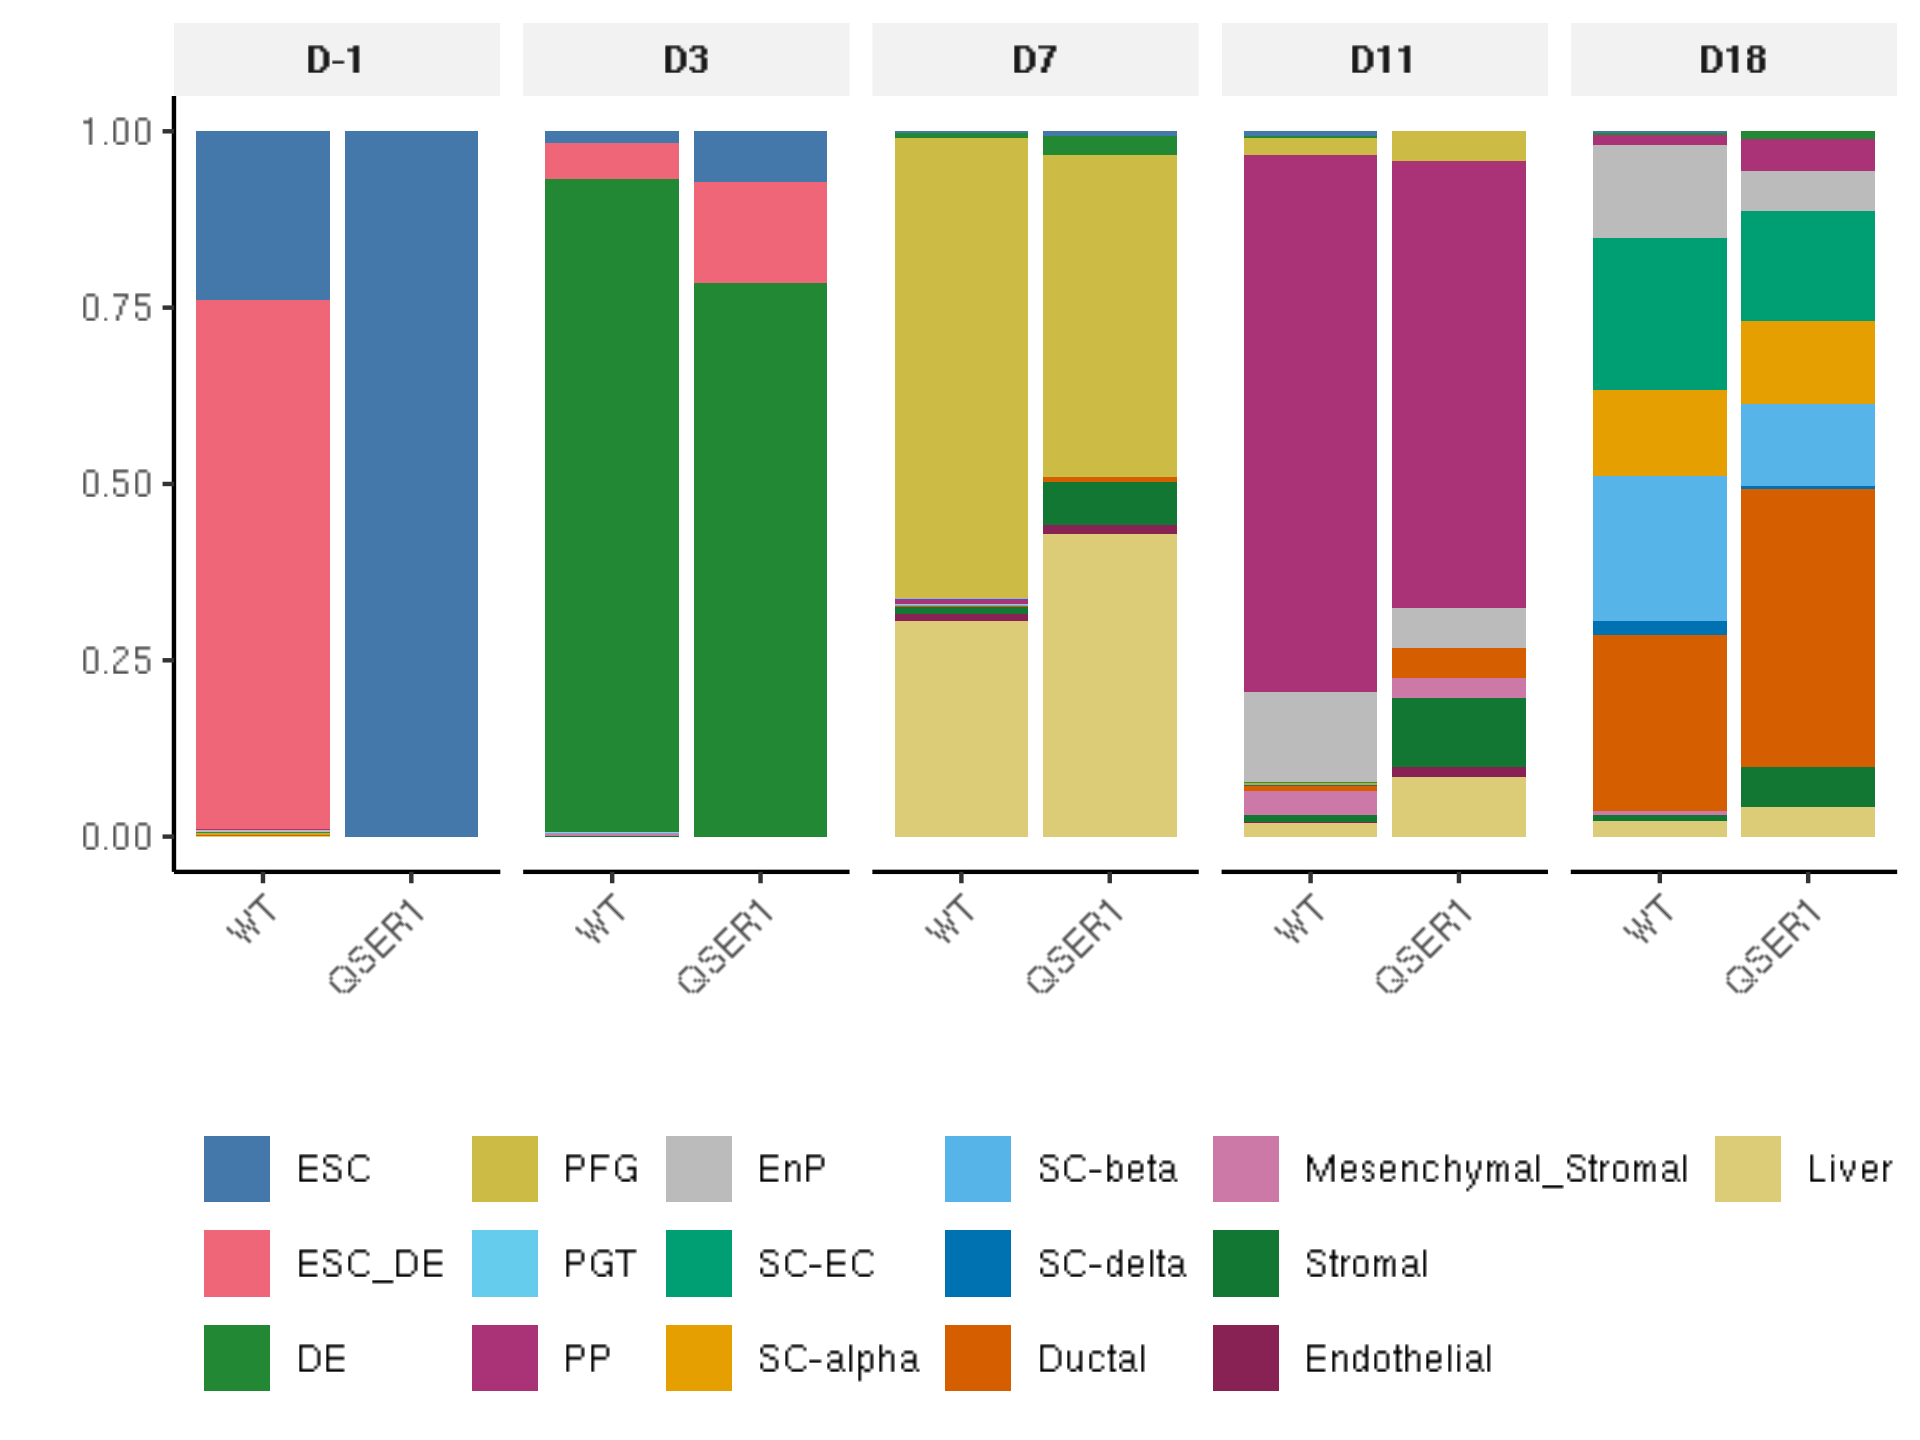 D-1 D3 D7 D11 D18
1.00
0.75
0.50
0.25
0.00
WT QSER1 WT QSER1 WT QSER1 WT QSER1 WT QSER1
ESC PFG EnP SC-beta Mesenchymal_Stromal Liver
ESC_DE PGT SC-EC SC-delta Stromal
DE PP SC-alpha Ductal Endothelial